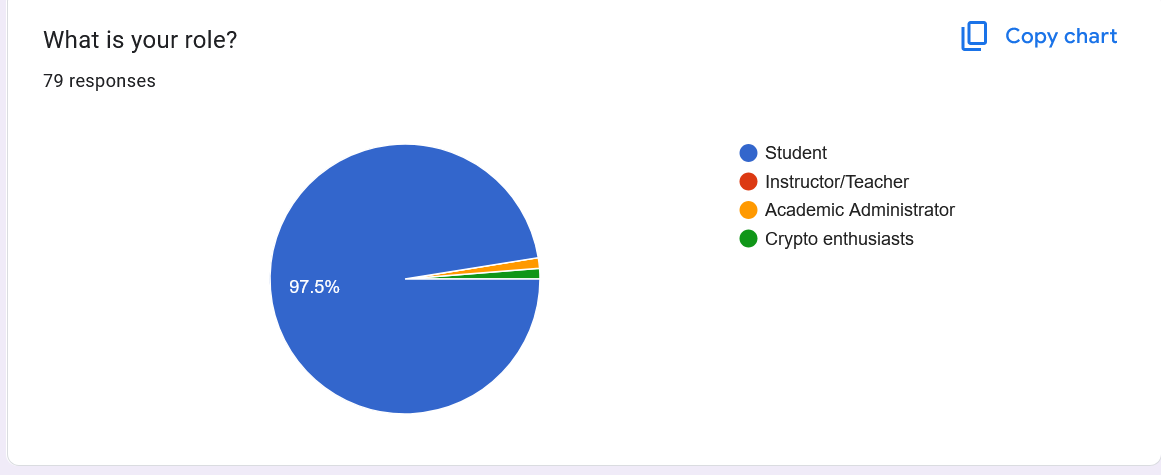 What is your role?
Copy chart
79 responses
97.5%
Student
Instructor/Teacher
Academic Administrator
Crypto enthusiasts